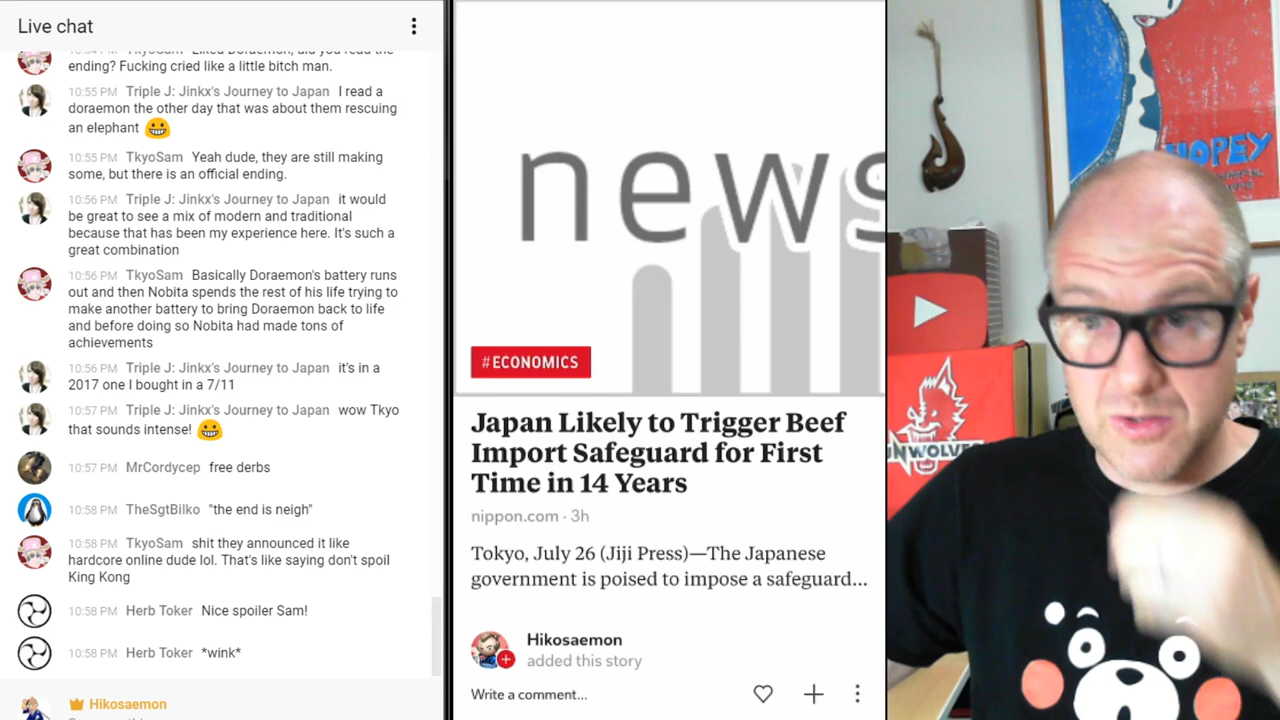 Live chat
TkyoSam Liked Doraemon, did you read the
ending? Fucking cried like a little bitch man.
10:55 PM Triple J: Jinkx's Journey to Japan I read a
doraemon the other day that was about them rescuing
an elephant
10:55 PM TkyoSam Yeah dude, they are still making
some, but there is an official ending.
10:56 PM Triple J: Jinkx's Journey to Japan it would
be great to see a mix of modern and traditional
because that has been my experience here. It's such a
great combination
10:56 PM TkyoSam Basically Doraemon's battery runs
out and then Nobita spends the rest of his life trying to
make another battery to bring Doraemon back to life
and before doing so Nobita had made tons of
achievements
10:56 PM Triple J: Jinkx's Journey to Japan it's in a
2017 one I bought in a 7/11
10:57 PM Triple J: Jinkx's Journey to Japan wow Tkyo
that sounds intense!
10:57 PM MrCordycep free derbs
10:58 PM TheSgtBilko "the end is neigh"
10:58 PM TkyoSam shit they announced it like
hardcore online dude lol. That's like saying don't spoil
King Kong
10:58 PM Herb Toker Nice spoiler Sam!
10:58 PM Herb Toker *wink*
Hikosaemon
news
#ECONOMICS
Japan Likely to Trigger Beef
Import Safeguard for First
Time in 14 Years
nippon.com · 3h
Tokyo, July 26 (Jiji Press)—The Japanese
government is poised to impose a safeguard...
Hikosaemon
added this story
Write a comment...
HOPEY
UNWOLVES